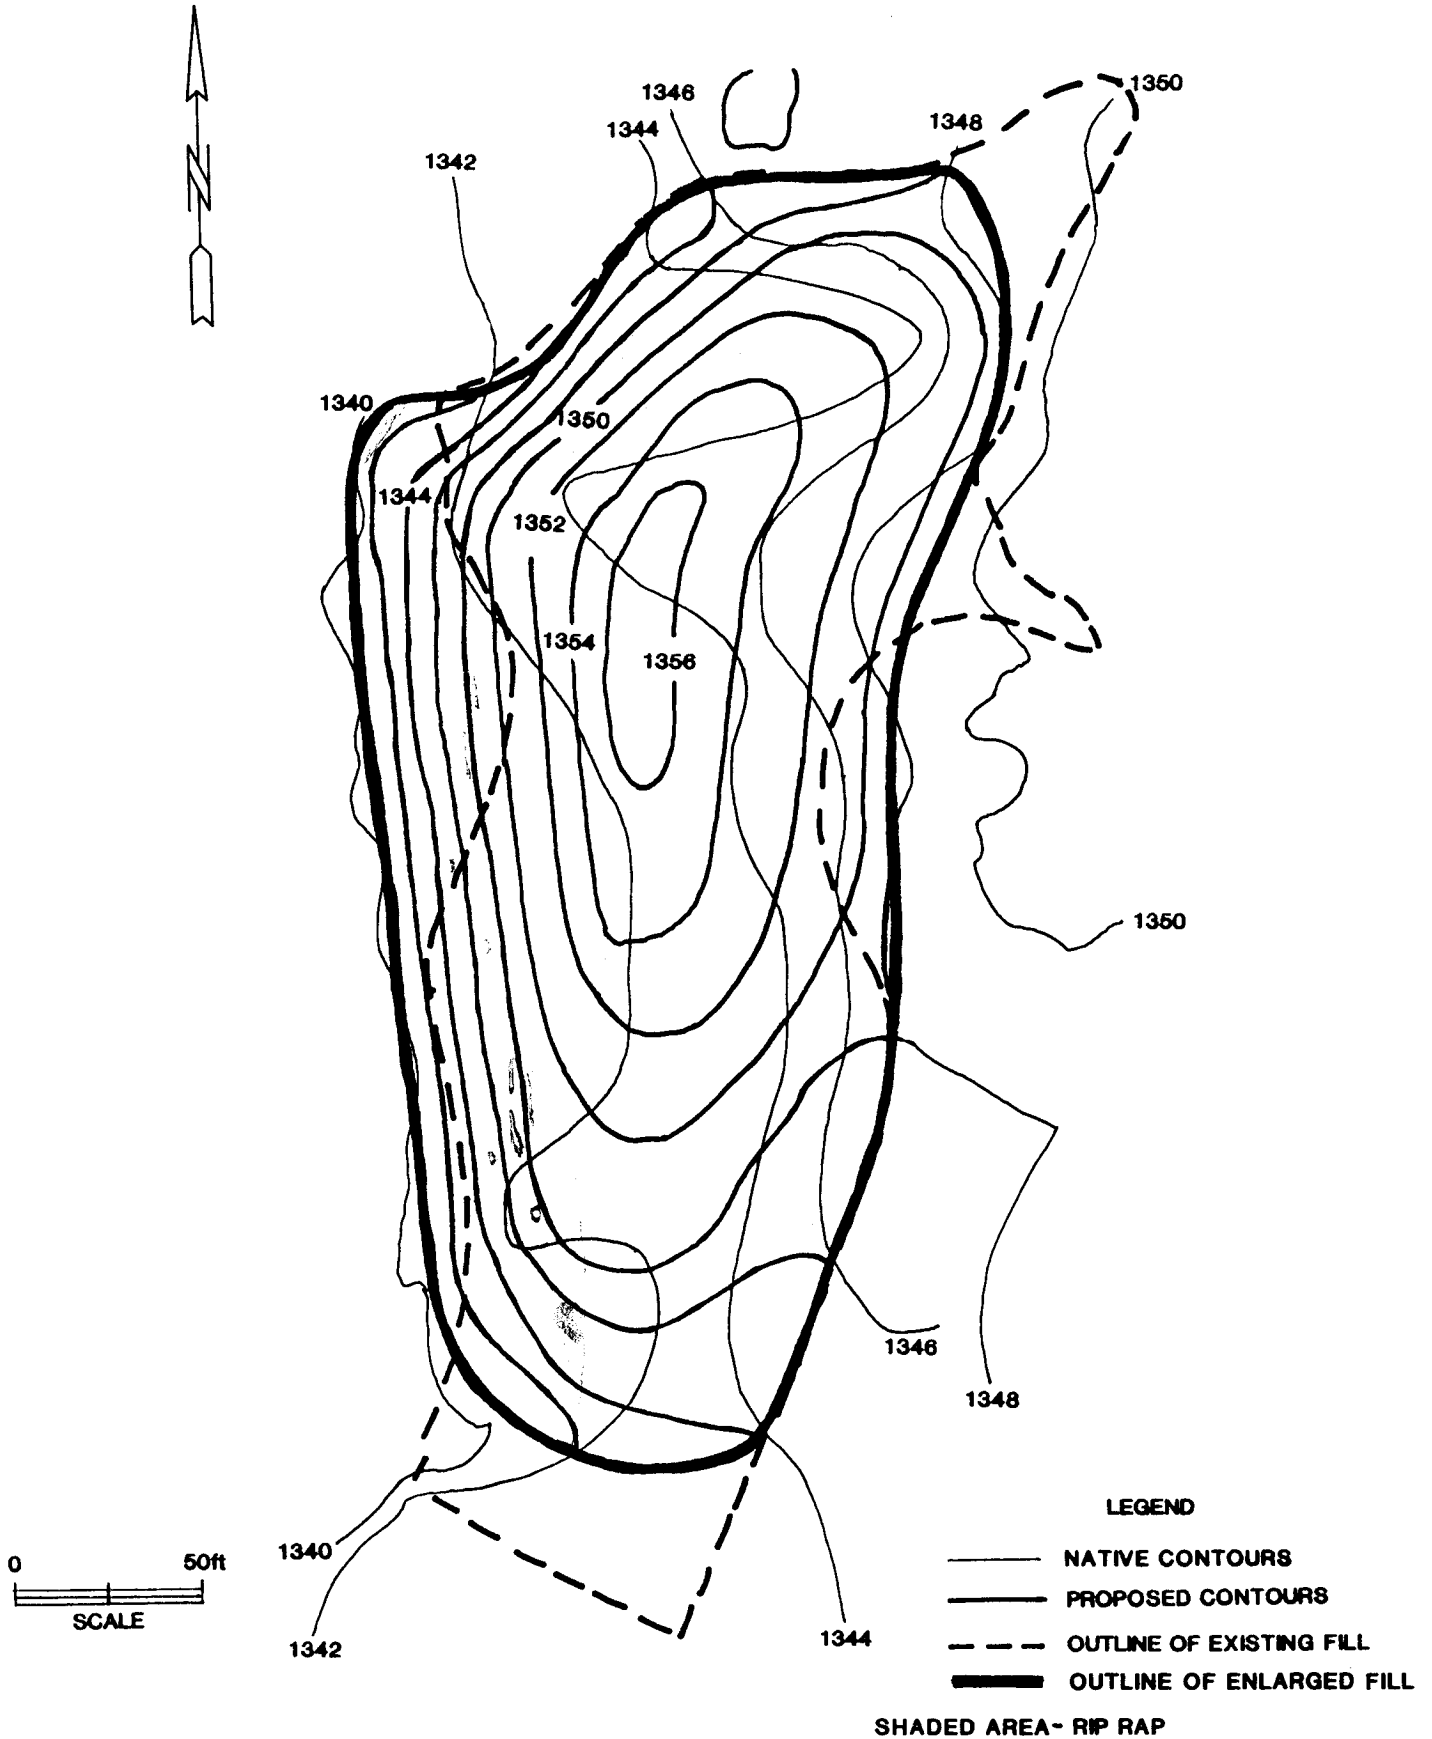 1350
1346
1348
1344
1342
N
1340
1350
1344
1352
1354
1356
1350
1346
1348
LEGEND
NATIVE CONTOURS
PROPOSED CONTOURS
OUTLINE OF EXISTING FILL
OUTLINE OF ENLARGED FILL
SHADED AREA- RIP RAP
1340
0 50ft
SCALE
1342
1344